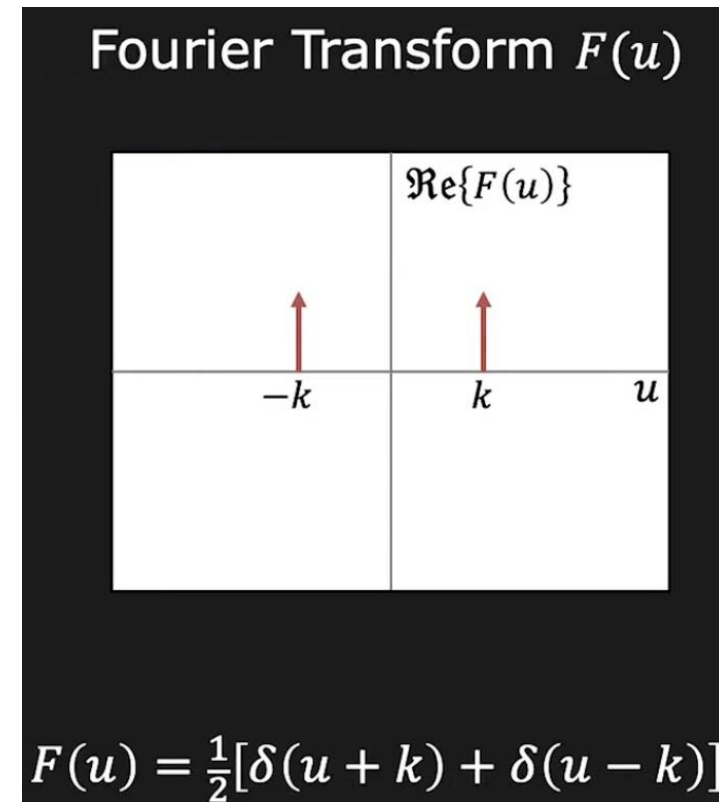 Fourier Transform F(u)
ℜe{F(u)}
−k k u
F(u) = ½[δ(u + k) + δ(u − k)]